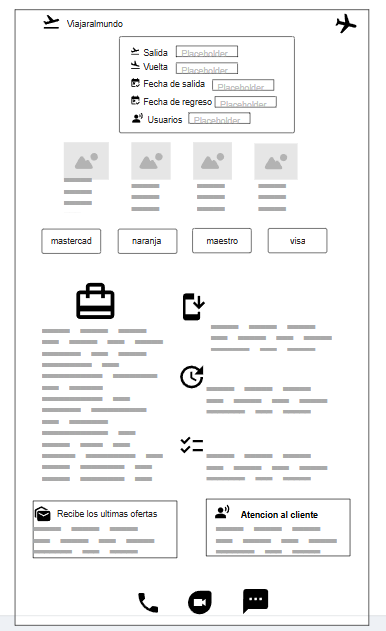 Viajaralmundo
Salida Placeholder
Vuelta Placeholder
Fecha de salida Placeholder
Fecha de regreso Placeholder
Usuarios Placeholder
mastercad naranja maestro visa
Recibe los ultimas ofertas
Atencion al cliente